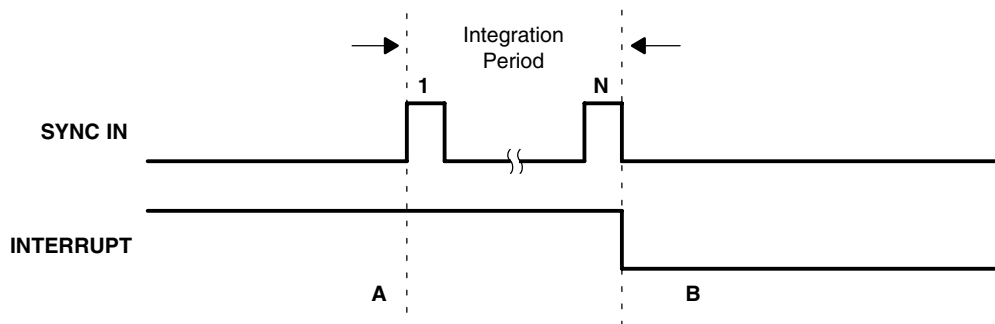 Integration
Period
1
N
SYNC IN
INTERRUPT
A
B